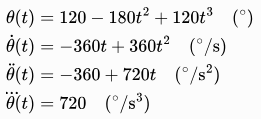 θ(t) = 120 − 180t² + 120t³ (°)
θ̇(t) = −360t + 360t² (°/s)
θ̈(t) = −360 + 720t (°/s²)
θ⃛(t) = 720 (°/s³)